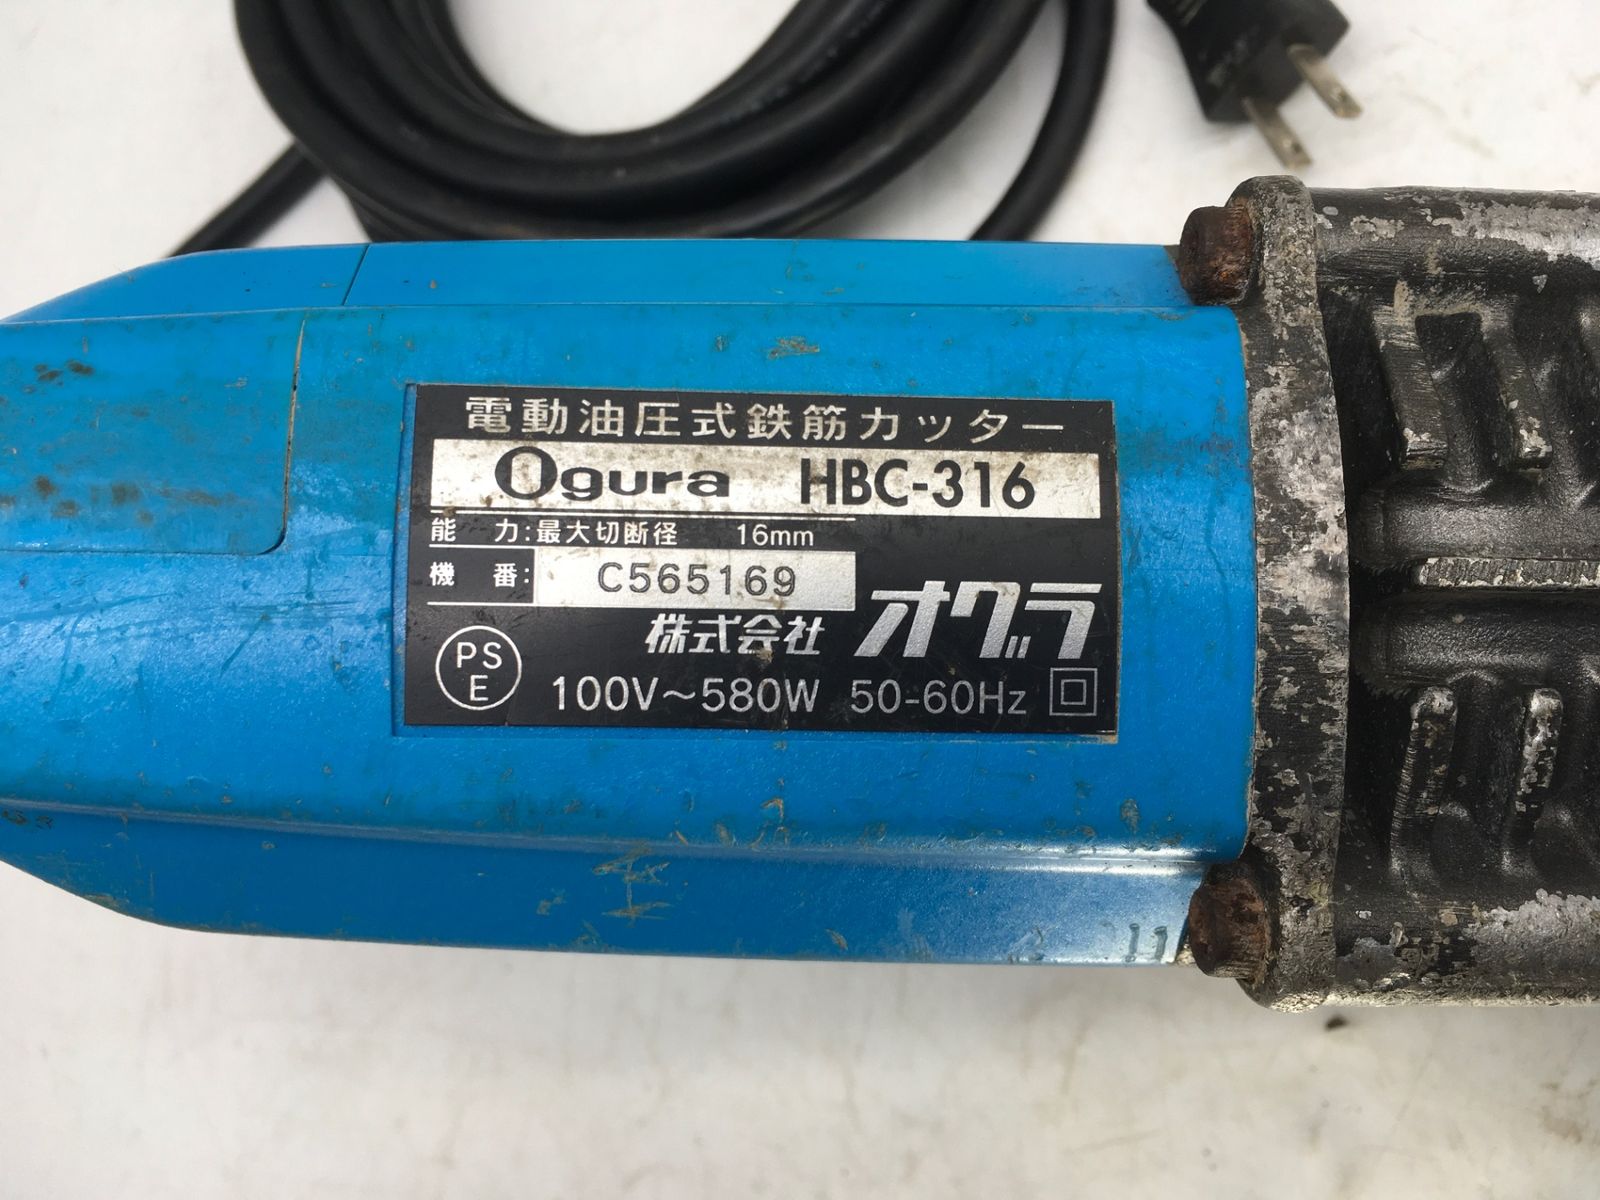 電動油圧式鉄筋カッター
Ogura HBC-316
能 力:最大切断径 16mm
機 番: C565169
株式会社 オグラ
PS
E
100V～580W 50-60Hz